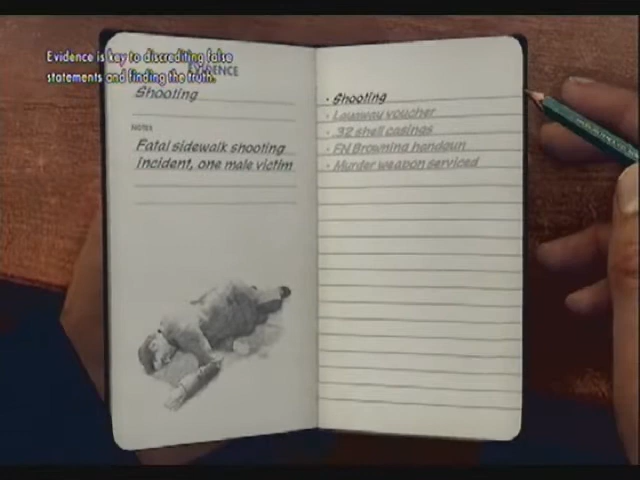 Evidence is key to discrediting false
statements and finding the truth.
EVIDENCE
Shooting
NOTES
Fatal sidewalk shooting
incident, one male victim
· Shooting
· Layaway voucher
· .32 shell casings
· FN Browning handgun
· Murder weapon serviced